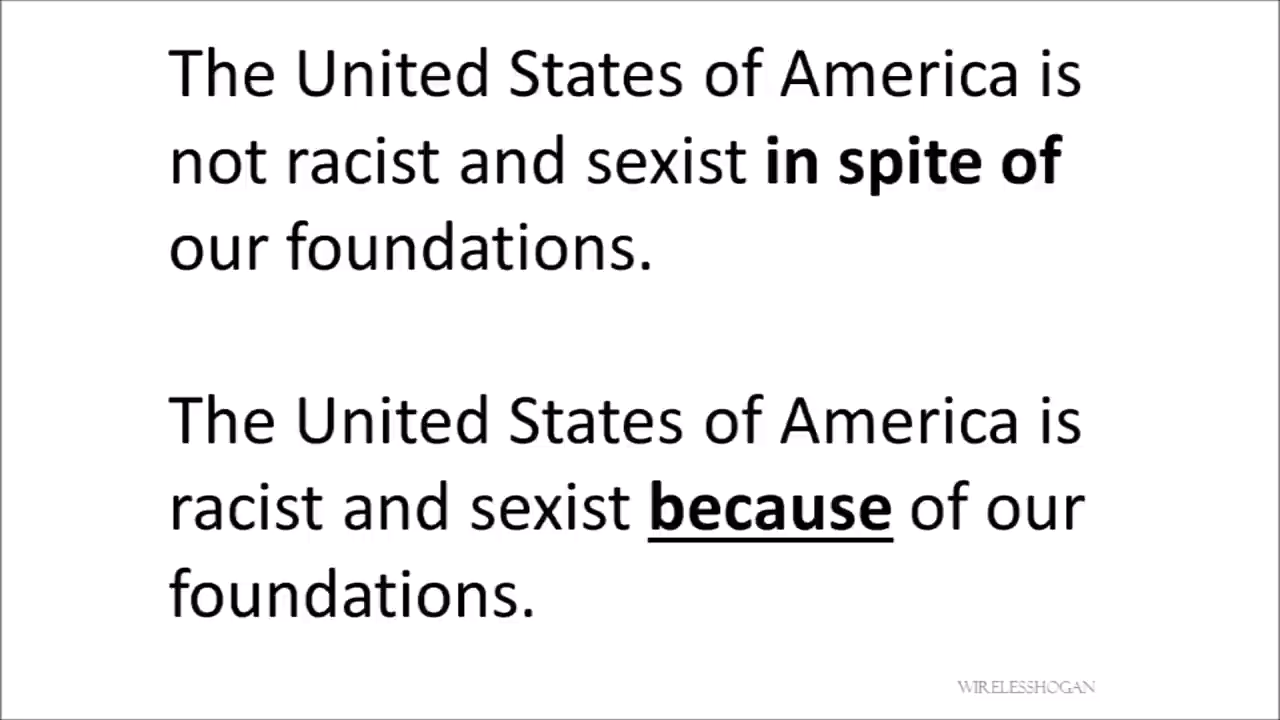 The United States of America is
not racist and sexist in spite of
our foundations.
The United States of America is
racist and sexist because of our
foundations.
WIRELESSHOGAN